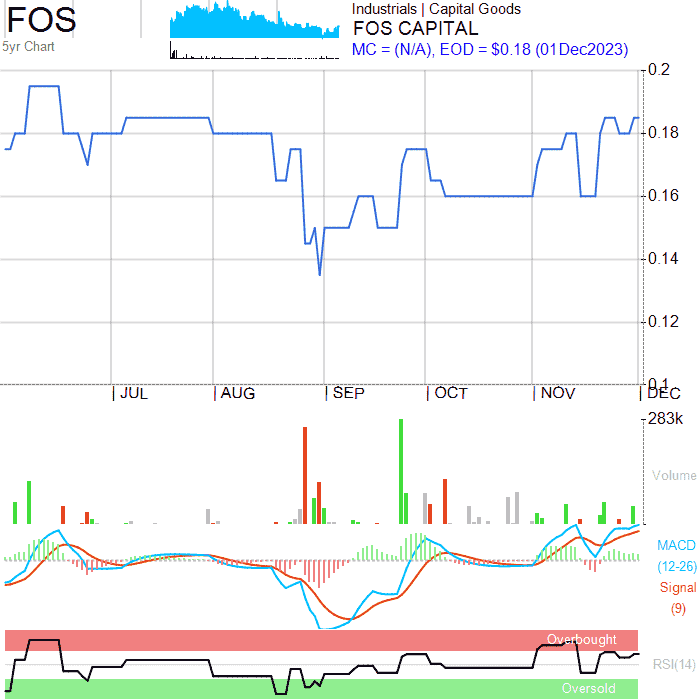 FOS
5yr Chart
Industrials | Capital Goods
FOS CAPITAL
MC = (N/A), EOD = $0.18 (01Dec2023)
0.2
0.18
0.16
0.14
0.12
0.1
JUL AUG SEP OCT NOV DEC
283k
Volume
MACD
(12-26)
Signal
(9)
Overbought
RSI(14)
Oversold